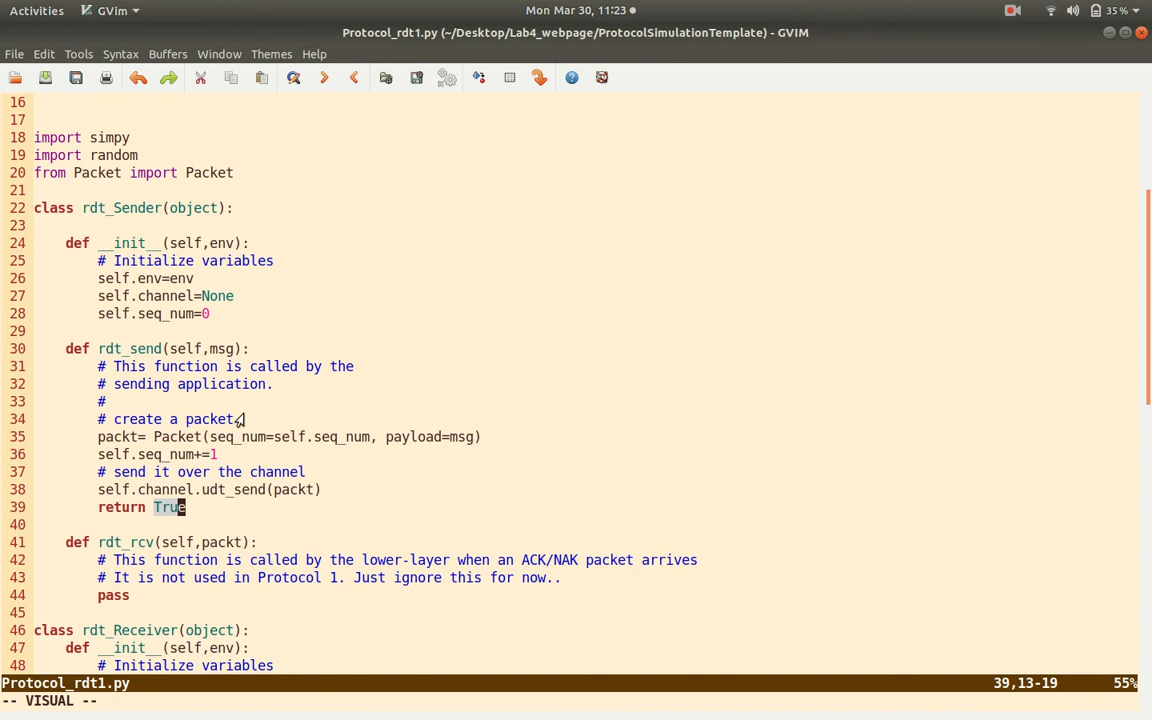 Activities GVim Mon Mar 30, 11:23 35%
Protocol_rdt1.py (~/Desktop/Lab4_webpage/ProtocolSimulationTemplate) - GVIM
File Edit Tools Syntax Buffers Window Themes Help
16
17
18 import simpy
19 import random
20 from Packet import Packet
21
22 class rdt_Sender(object):
23
24     def __init__(self,env):
25         # Initialize variables
26         self.env=env
27         self.channel=None
28         self.seq_num=0
29
30     def rdt_send(self,msg):
31         # This function is called by the
32         # sending application.
33         #
34         # create a packet
35         packt= Packet(seq_num=self.seq_num, payload=msg)
36         self.seq_num+=1
37         # send it over the channel
38         self.channel.udt_send(packt)
39         return True
40
41     def rdt_rcv(self,packt):
42         # This function is called by the lower-layer when an ACK/NAK packet arrives
43         # It is not used in Protocol 1. Just ignore this for now..
44         pass
45
46 class rdt_Receiver(object):
47     def __init__(self,env):
48         # Initialize variables
Protocol_rdt1.py 39,13-19 55%
-- VISUAL --